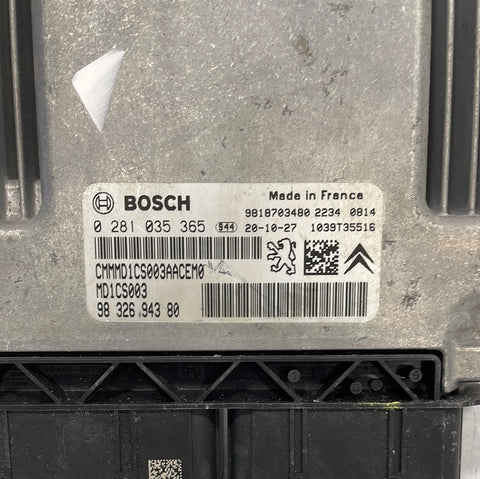 BOSCH
Made in France
9818703480 2234 0814
0 281 035 365 944 20-10-27 1039T35516
CMMMD1CS003AACEM0
MD1CS003
98 326 943 80